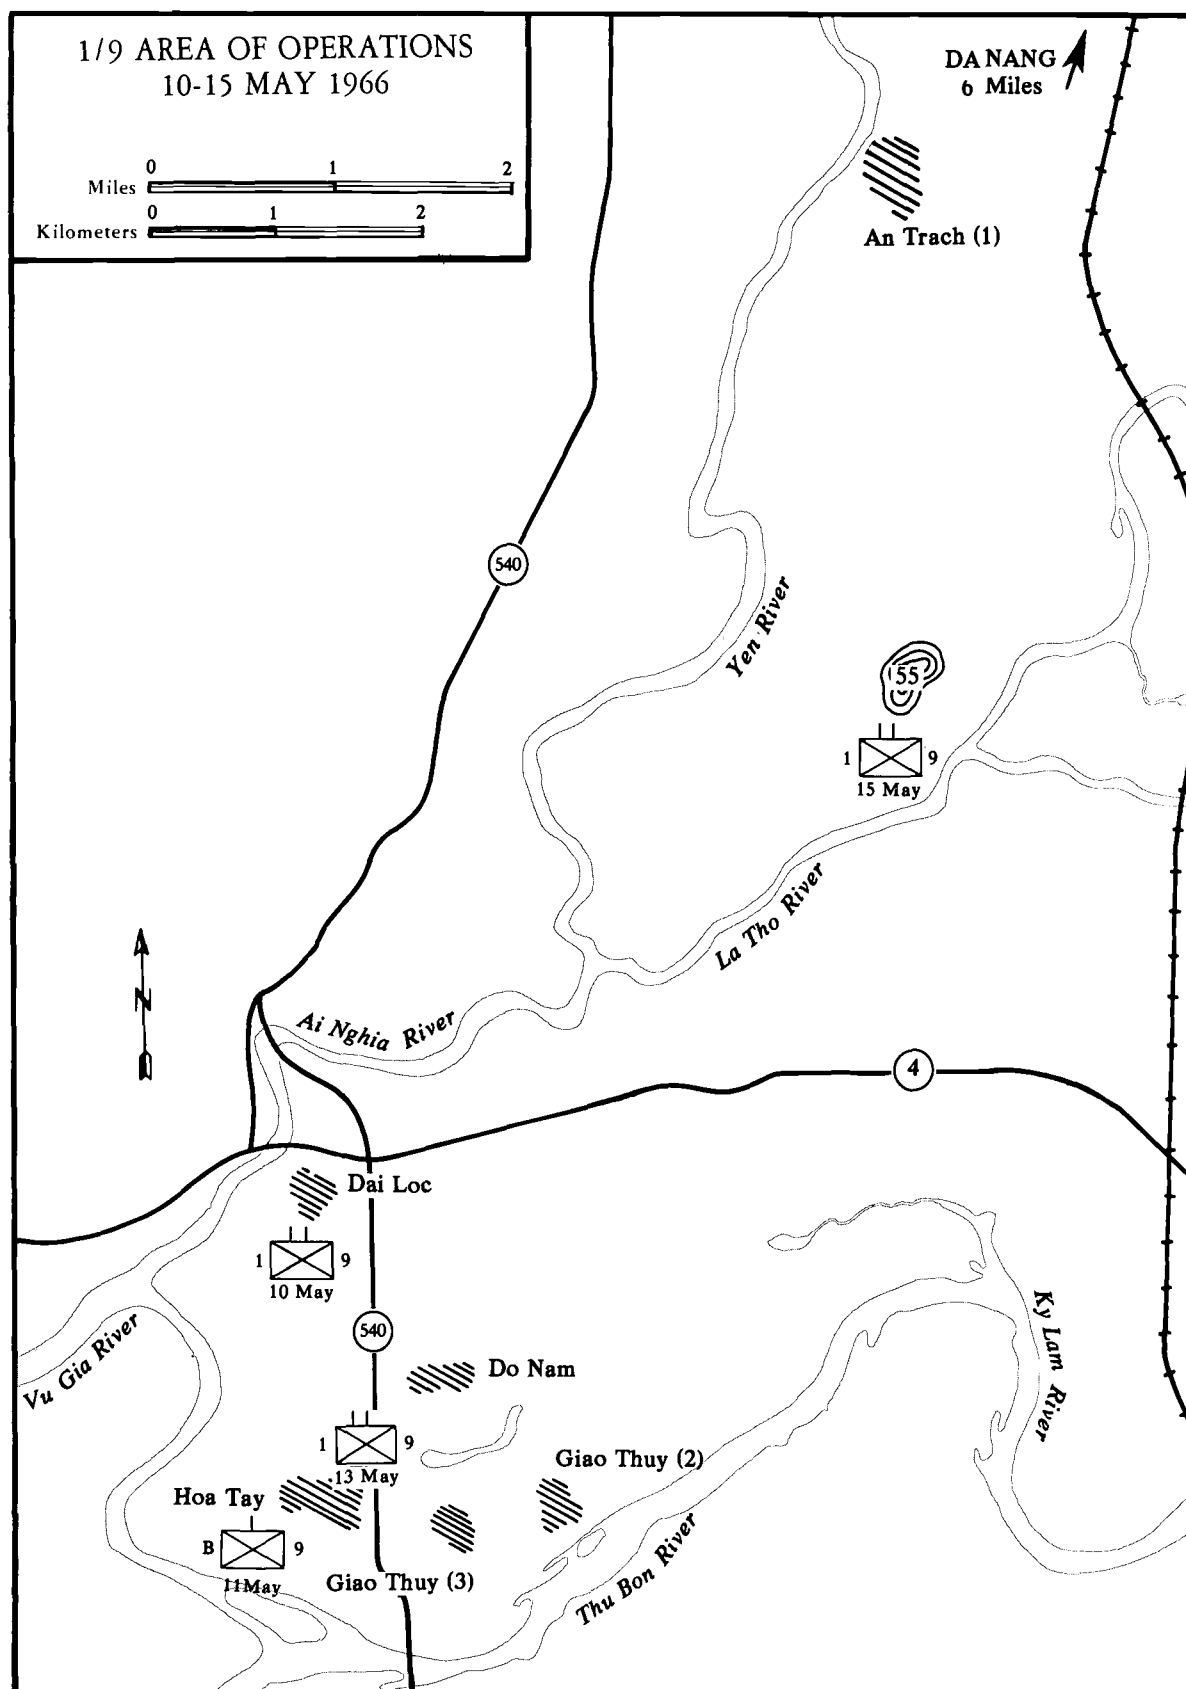 1/9 AREA OF OPERATIONS
10-15 MAY 1966
0 1 2
Miles
0 1 2
Kilometers
DA NANG
6 Miles
An Trach (1)
540
Yen River
55
1 9
15 May
La Tho River
N
Ai Nghia River
4
Dai Loc
1 9
10 May
Vu Gia River
540
Ky Lam River
Do Nam
1 9
13 May
Giao Thuy (2)
Hoa Tay
B 9
11 May
Giao Thuy (3)
Thu Bon River